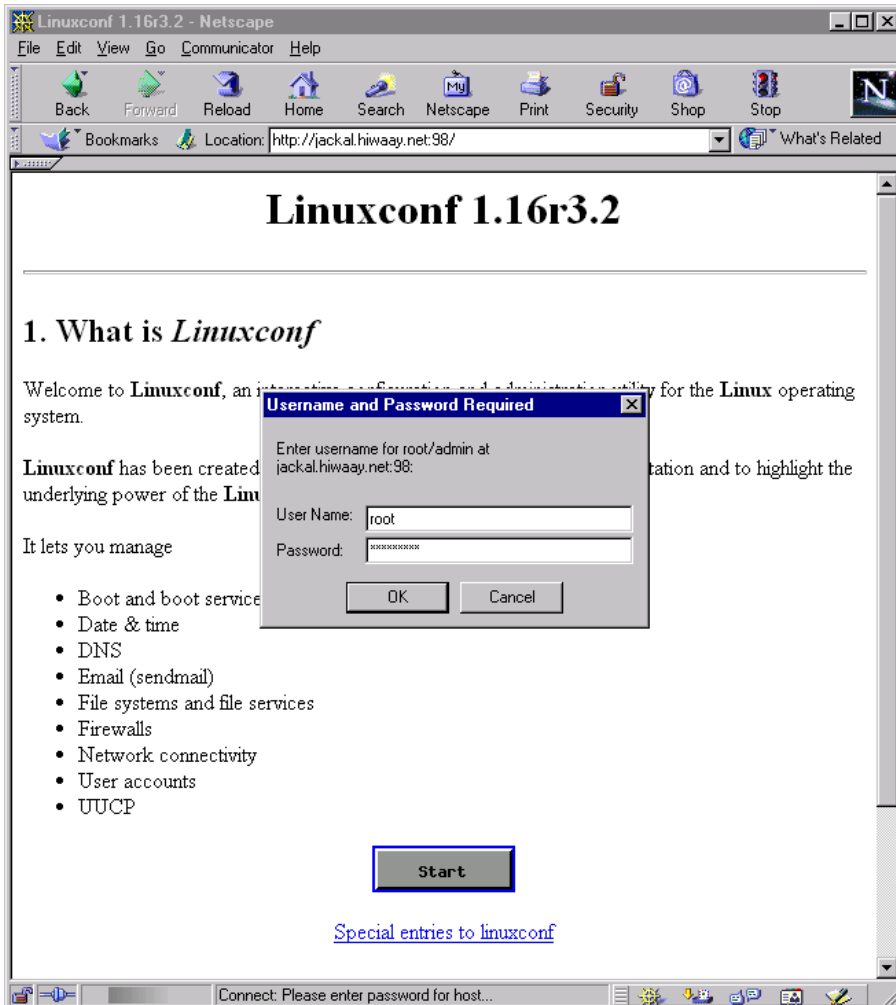 Linuxconf 1.16r3.2 - Netscape
File Edit View Go Communicator Help
My
N
Back Forward Reload Home Search Netscape Print Security Shop Stop
Bookmarks Location: http://jackal.hiwaay.net:98/ What's Related
Linuxconf 1.16r3.2
1. What is Linuxconf
Welcome to Linuxconf, an interactive configuration and administration utility for the Linux operating
system.
Linuxconf has been created
tation and to highlight the
underlying power of the Linu
It lets you manage
• Boot and boot service
• Date & time
• DNS
• Email (sendmail)
• File systems and file services
• Firewalls
• Network connectivity
• User accounts
• UUCP
Username and Password Required
Enter username for root/admin at
jackal.hiwaay.net:98:
User Name: root
Password: *********
OK Cancel
Start
Special entries to linuxconf
Connect: Please enter password for host...